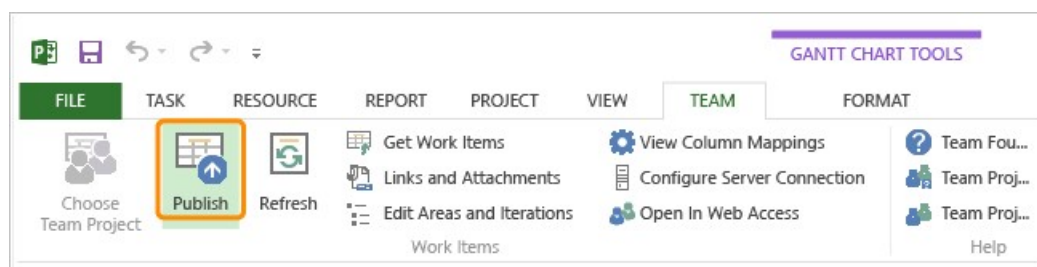 GANTT CHART TOOLS
FILE TASK RESOURCE REPORT PROJECT VIEW TEAM FORMAT
Choose
Team Project
Publish
Refresh
Get Work Items
Links and Attachments
Edit Areas and Iterations
View Column Mappings
Configure Server Connection
Open In Web Access
Work Items
Team Fou...
Team Proj...
Team Proj...
Help